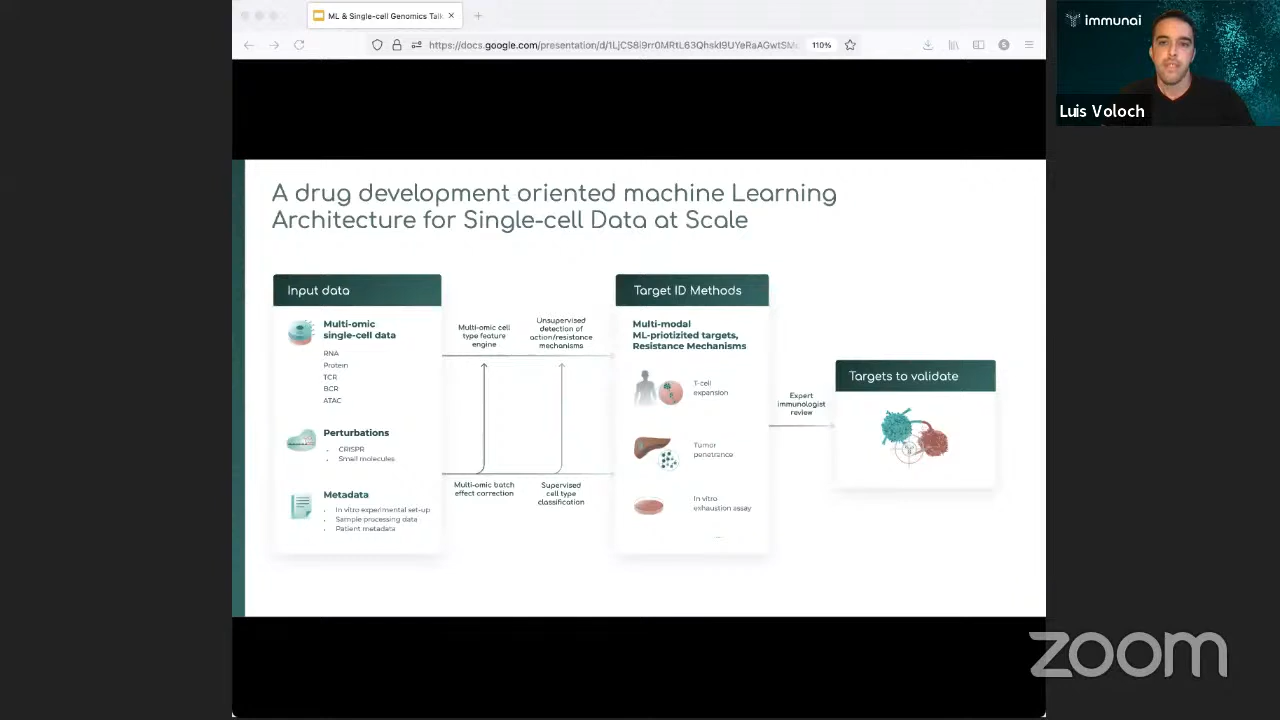 ML & Single-cell Genomics Talk
https://docs.google.com/presentation/d/
110%
immunai
Luis Voloch
A drug development oriented machine Learning
Architecture for Single-cell Data at Scale
Input data
Multi-omic
single-cell data
RNA
Protein
TCR
BCR
ATAC
Perturbations
CRISPR
Small molecules
Metadata
In vitro experimental set-up
Sample processing data
Patient metadata
Multi-omic cell
type feature
engine
Unsupervised
detection of
action/resistance
mechanisms
Multi-omic batch
effect correction
Supervised
cell type
classification
Target ID Methods
Multi-modal
ML-priotizited targets,
Resistance Mechanisms
T-cell
expansion
Tumor
penetrance
In vitro
exhaustion assay
...
Expert
immunologist
review
Targets to validate
zoom